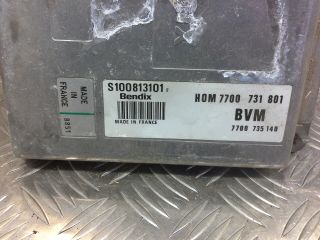 MADE
IN
FRANCE
8851
S100813101
Bendix
MADE IN FRANCE
HOM 7700 731 801
BVM
7700 735 140